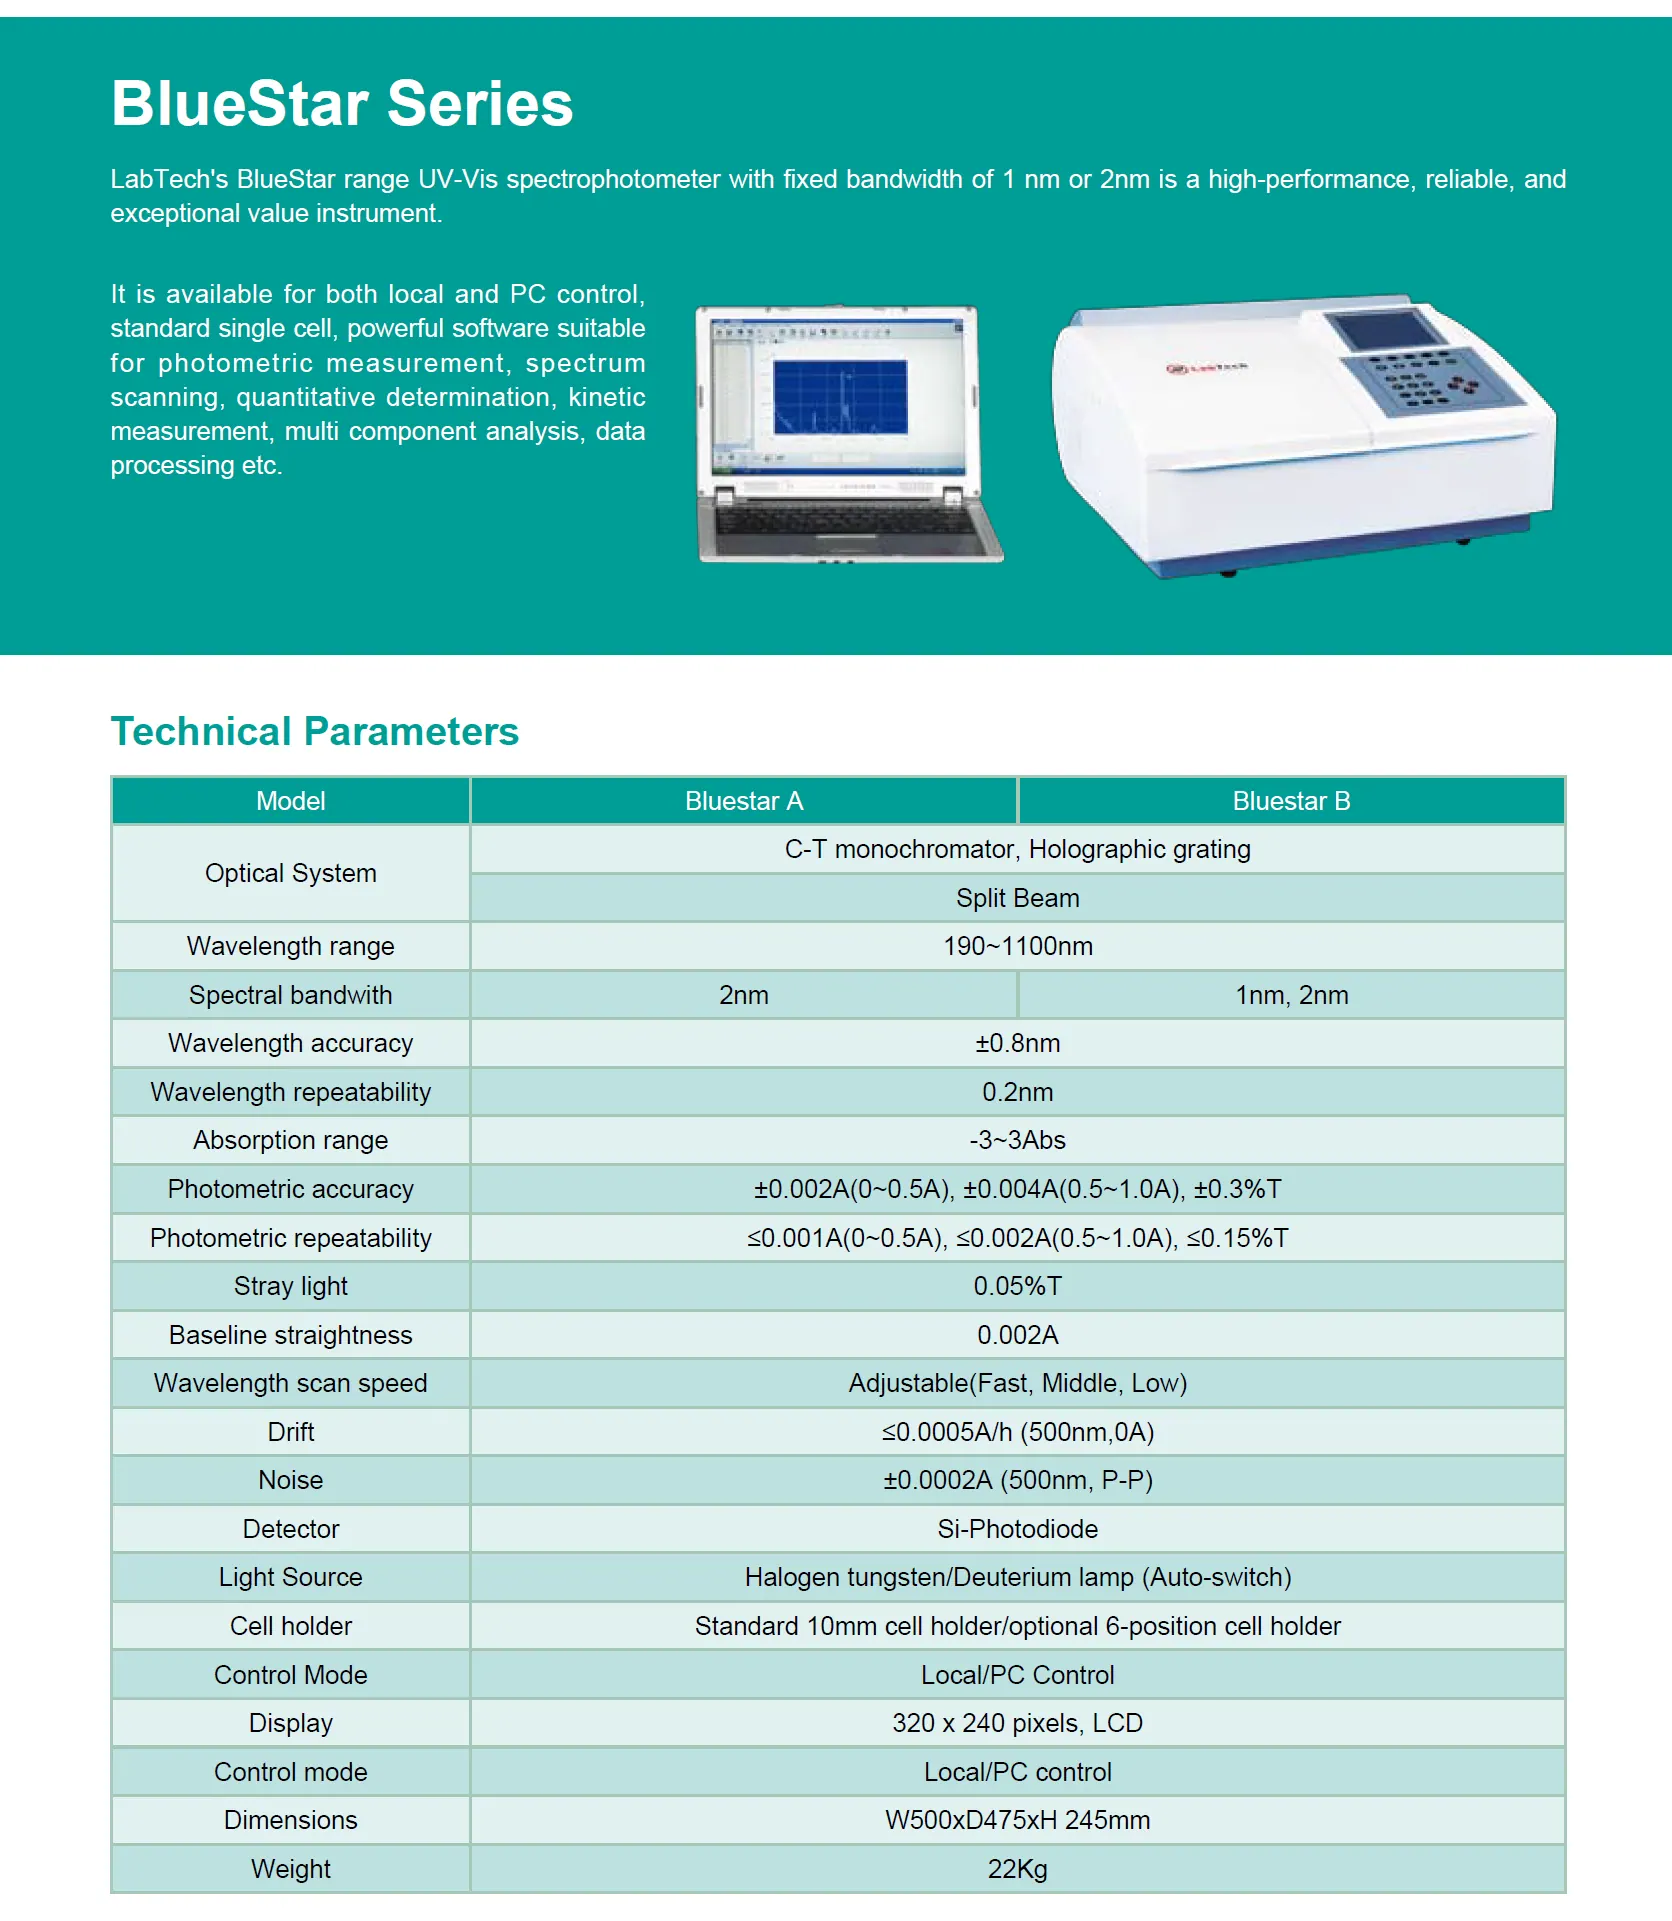 BlueStar Series
LabTech's BlueStar range UV-Vis spectrophotometer with fixed bandwidth of 1 nm or 2nm is a high-performance, reliable, and
exceptional value instrument.
It is available for both local and PC control,
standard single cell, powerful software suitable
for photometric measurement, spectrum
scanning, quantitative determination, kinetic
measurement, multi component analysis, data
processing etc.
LabTech
Technical Parameters
Model Bluestar A Bluestar B
Optical System
C-T monochromator, Holographic grating
Split Beam
Wavelength range 190~1100nm
Spectral bandwith 2nm 1nm, 2nm
Wavelength accuracy ±0.8nm
Wavelength repeatability 0.2nm
Absorption range -3~3Abs
Photometric accuracy ±0.002A(0~0.5A), ±0.004A(0.5~1.0A), ±0.3%T
Photometric repeatability ≤0.001A(0~0.5A), ≤0.002A(0.5~1.0A), ≤0.15%T
Stray light 0.05%T
Baseline straightness 0.002A
Wavelength scan speed Adjustable(Fast, Middle, Low)
Drift ≤0.0005A/h (500nm,0A)
Noise ±0.0002A (500nm, P-P)
Detector Si-Photodiode
Light Source Halogen tungsten/Deuterium lamp (Auto-switch)
Cell holder Standard 10mm cell holder/optional 6-position cell holder
Control Mode Local/PC Control
Display 320 x 240 pixels, LCD
Control mode Local/PC control
Dimensions W500xD475xH 245mm
Weight 22Kg